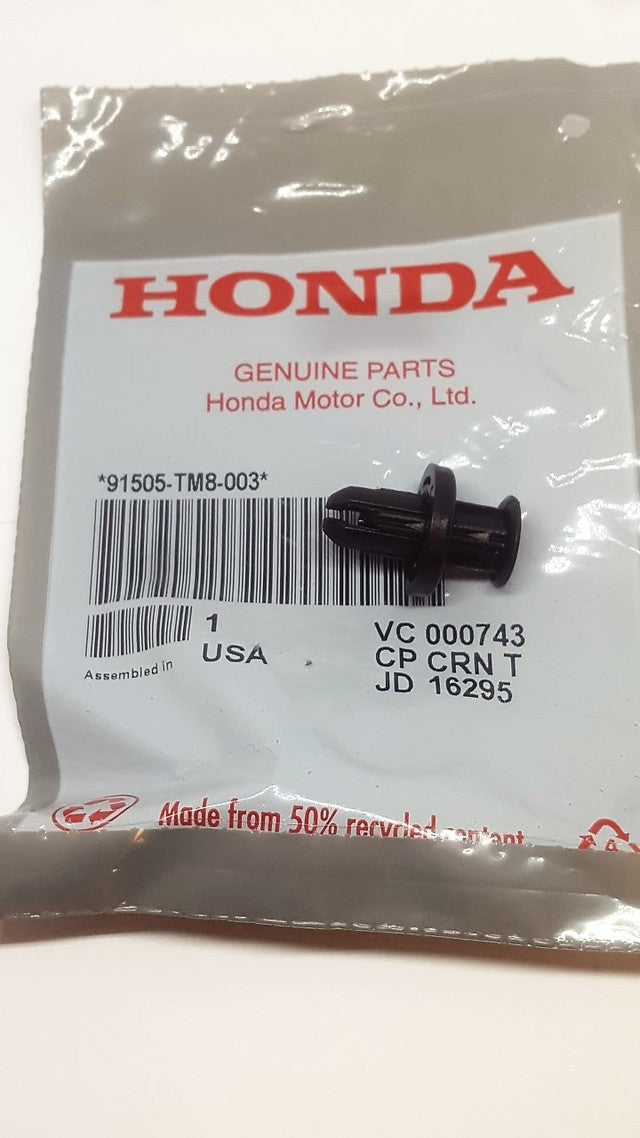 HONDA
GENUINE PARTS
Honda Motor Co., Ltd.
*91505-TM8-003*
1
USA
Assembled in
VC 000743
CP CRN T
JD 16295
Made from 50% recycled content